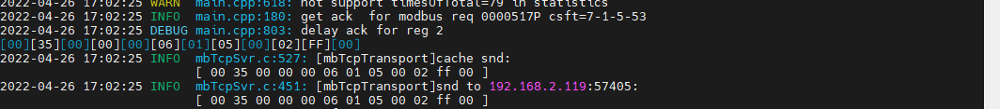 2022-04-26 17:02:25 WARN main.cpp:618: not support timesOfTotal=79 in statistics
2022-04-26 17:02:25 INFO main.cpp:180: get ack for modbus req 0000517P csft=7-1-5-53
2022-04-26 17:02:25 DEBUG main.cpp:803: delay ack for reg 2
[00][35][00][00][00][06][01][05][00][02][FF][00]
2022-04-26 17:02:25 INFO mbTcpSvr.c:527: [mbTcpTransport]cache snd:
[ 00 35 00 00 00 06 01 05 00 02 ff 00 ]
2022-04-26 17:02:25 INFO mbTcpSvr.c:451: [mbTcpTransport]snd to 192.168.2.119:57405:
[ 00 35 00 00 00 06 01 05 00 02 ff 00 ]